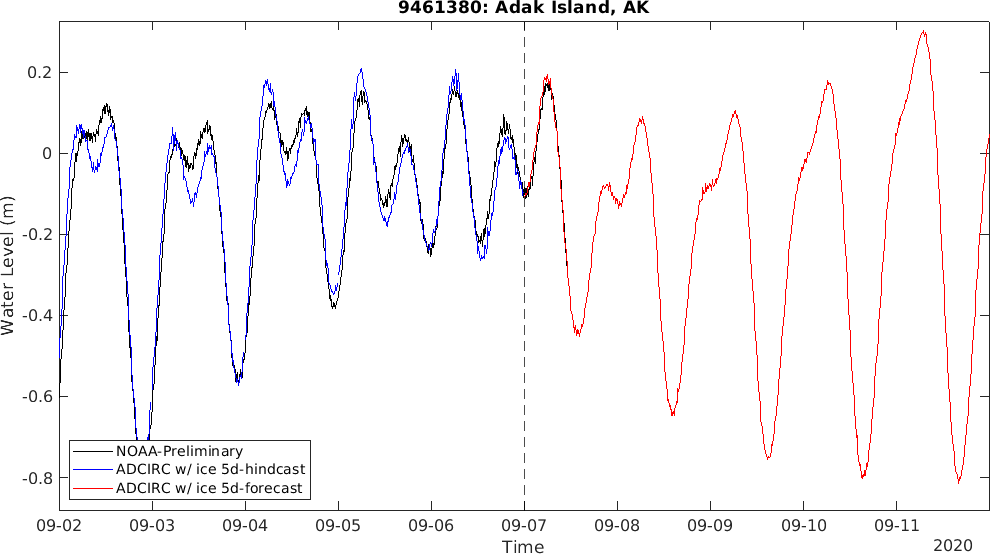 9461380: Adak Island, AK
Water Level (m)
0.2
0
-0.2
-0.4
-0.6
-0.8
NOAA-Preliminary
ADCIRC w/ ice 5d-hindcast
ADCIRC w/ ice 5d-forecast
09-02 09-03 09-04 09-05 09-06 09-07 09-08 09-09 09-10 09-11
Time
2020